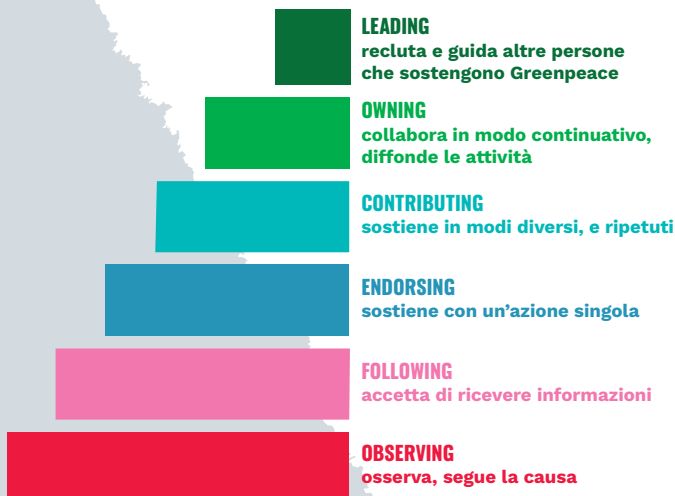 LEADING
recluta e guida altre persone
che sostengono Greenpeace
OWNING
collabora in modo continuativo,
diffonde le attività
CONTRIBUTING
sostiene in modi diversi, e ripetuti
ENDORSING
sostiene con un’azione singola
FOLLOWING
accetta di ricevere informazioni
OBSERVING
osserva, segue la causa